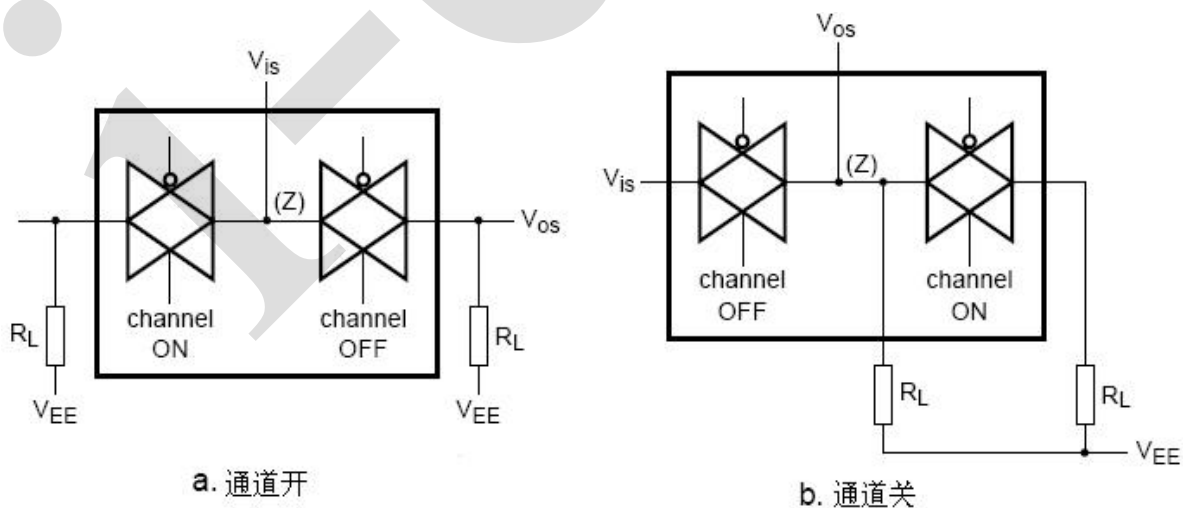 Vis
(Z)
Vos
channel
ON
channel
OFF
RL
RL
VEE
VEE
a. 通道开
Vos
Vis
(Z)
channel
OFF
channel
ON
RL
RL
VEE
b. 通道关